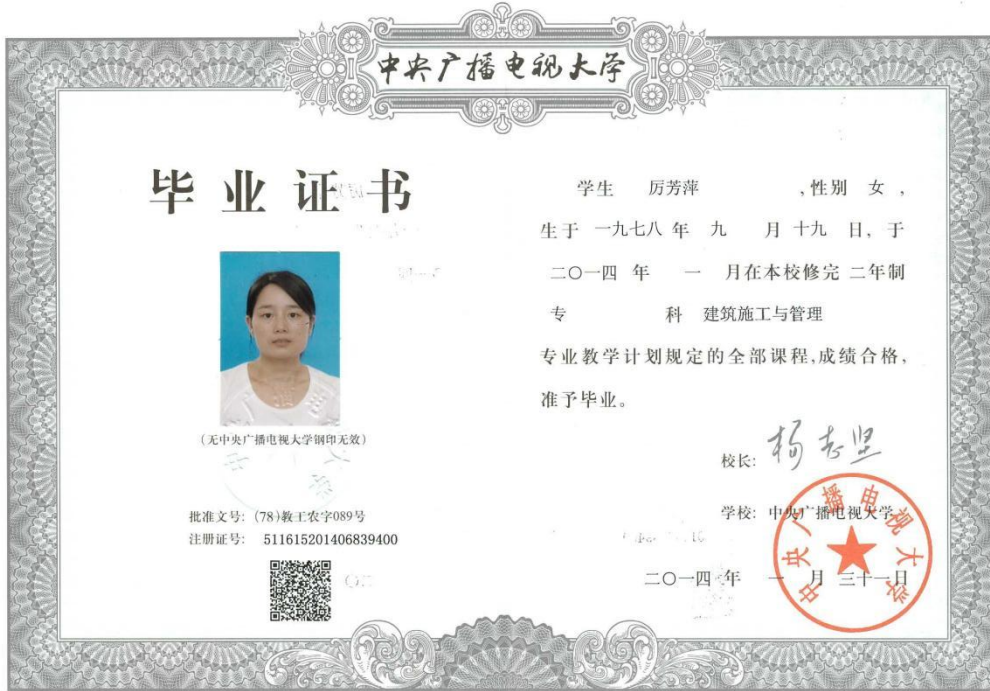 中央广播电视大学
毕业证书
(无中央广播电视大学钢印无效)
批准文号: (78)教工农字089号
注册证号: 511615201406839400
学生 厉芳萍 ,性别 女 ,
生于 一九七八 年 九 月 十九 日, 于
二〇一四 年 一 月在本校修完 二年制
专 科 建筑施工与管理
专业教学计划规定的全部课程,成绩合格,
准予毕业。
校长: 杨志坚
学校: 中央广播电视大学
中央广播电视大学
二〇一四 年 一 月 三十一日